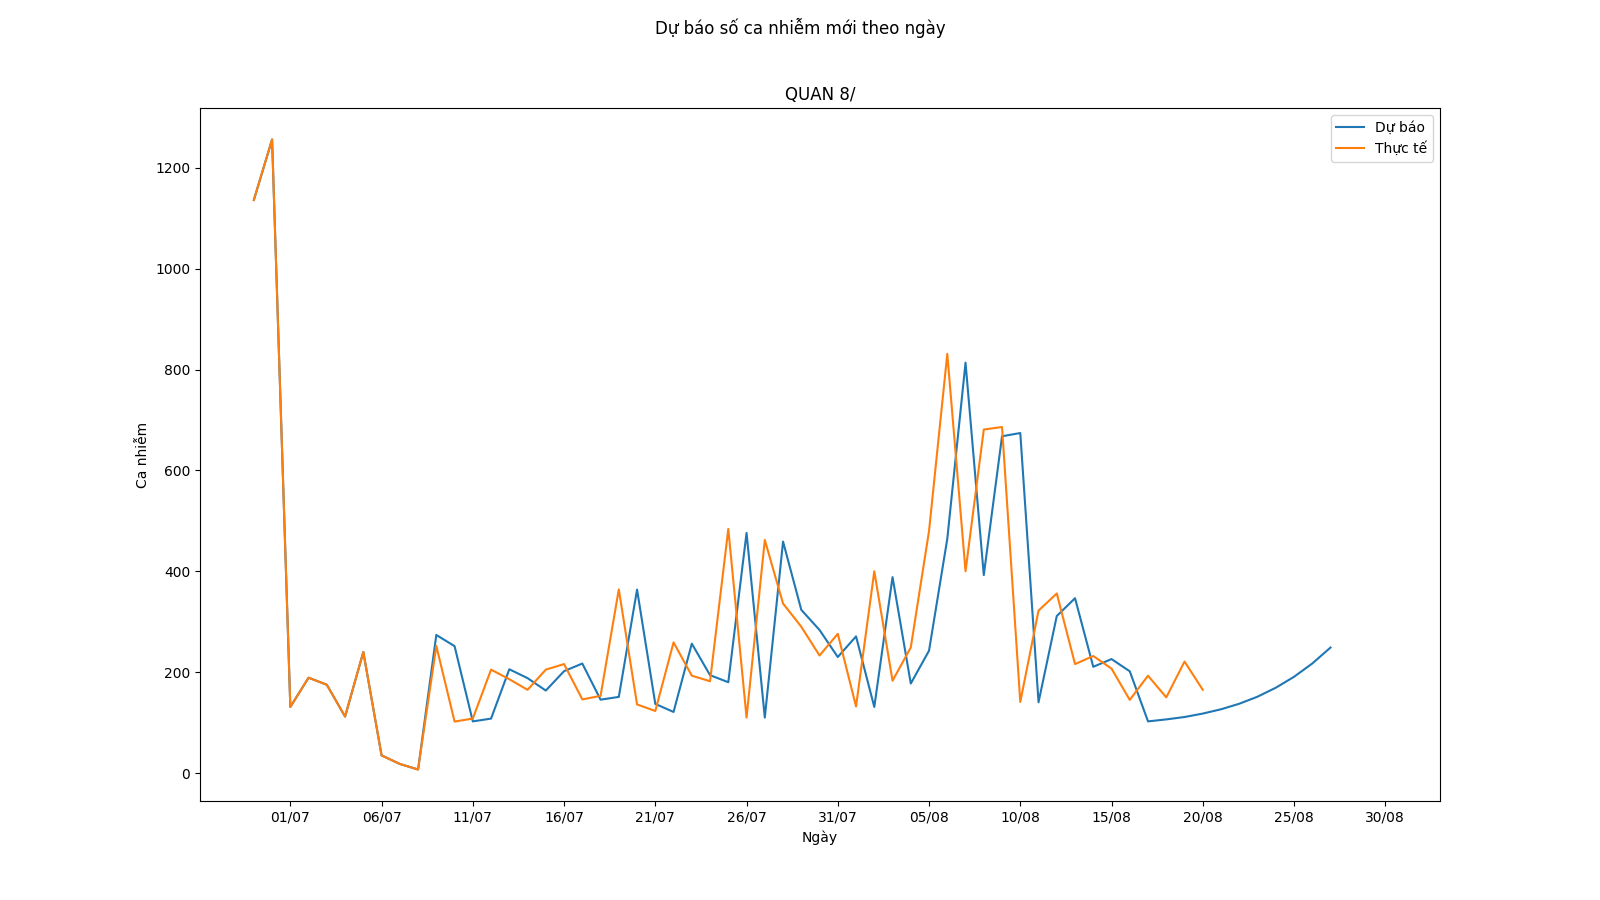 Dự báo số ca nhiễm mới theo ngày
QUAN 8/
Dự báo
Thực tế
1200
1000
800
600
400
200
0
Ca nhiễm
01/07 06/07 11/07 16/07 21/07 26/07 31/07 05/08 10/08 15/08 20/08 25/08 30/08
Ngày